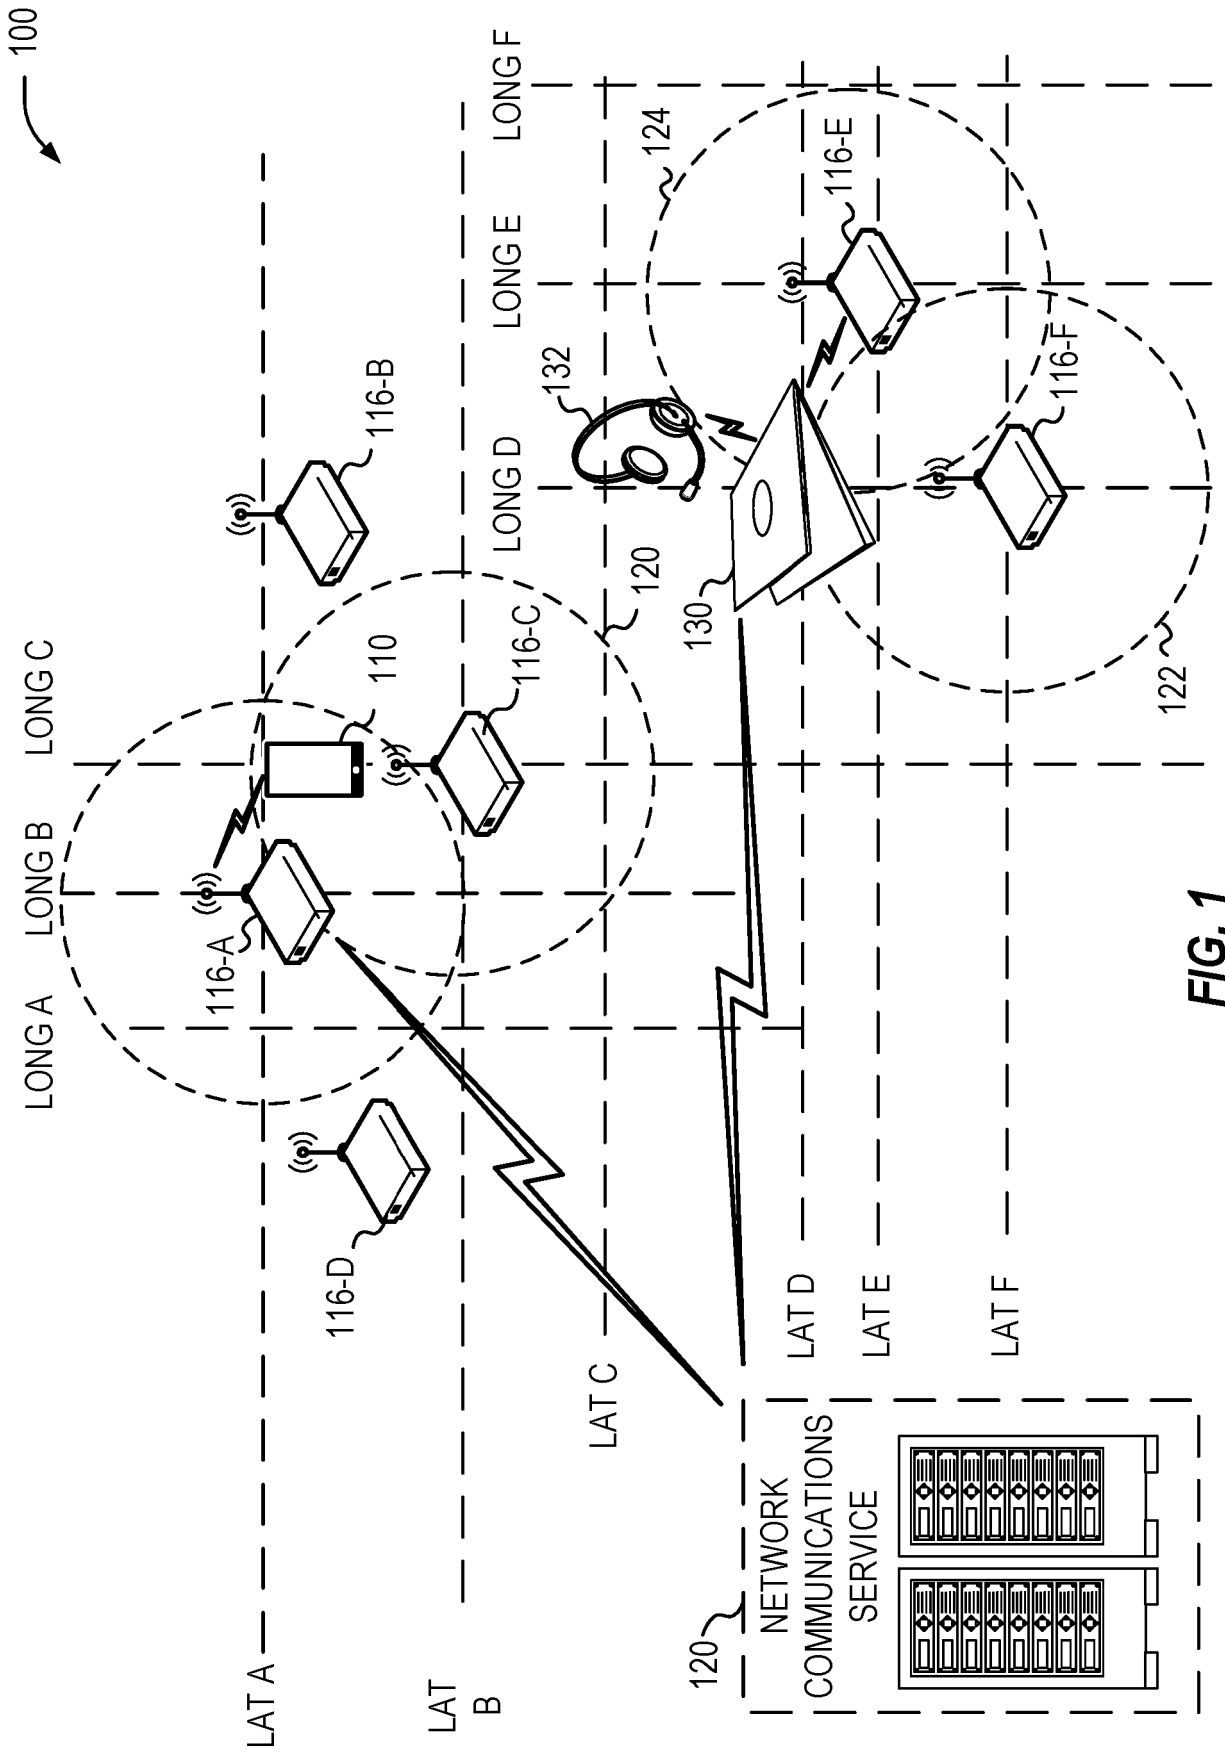 100
LONG A
LONG B
LONG C
LONG D
LONG E
LONG F
LAT A
LAT
B
LAT C
LAT D
LAT E
LAT F
116-A
116-B
116-C
116-D
116-E
116-F
110
120
122
124
130
132
120
NETWORK
COMMUNICATIONS
SERVICE
FIG. 1